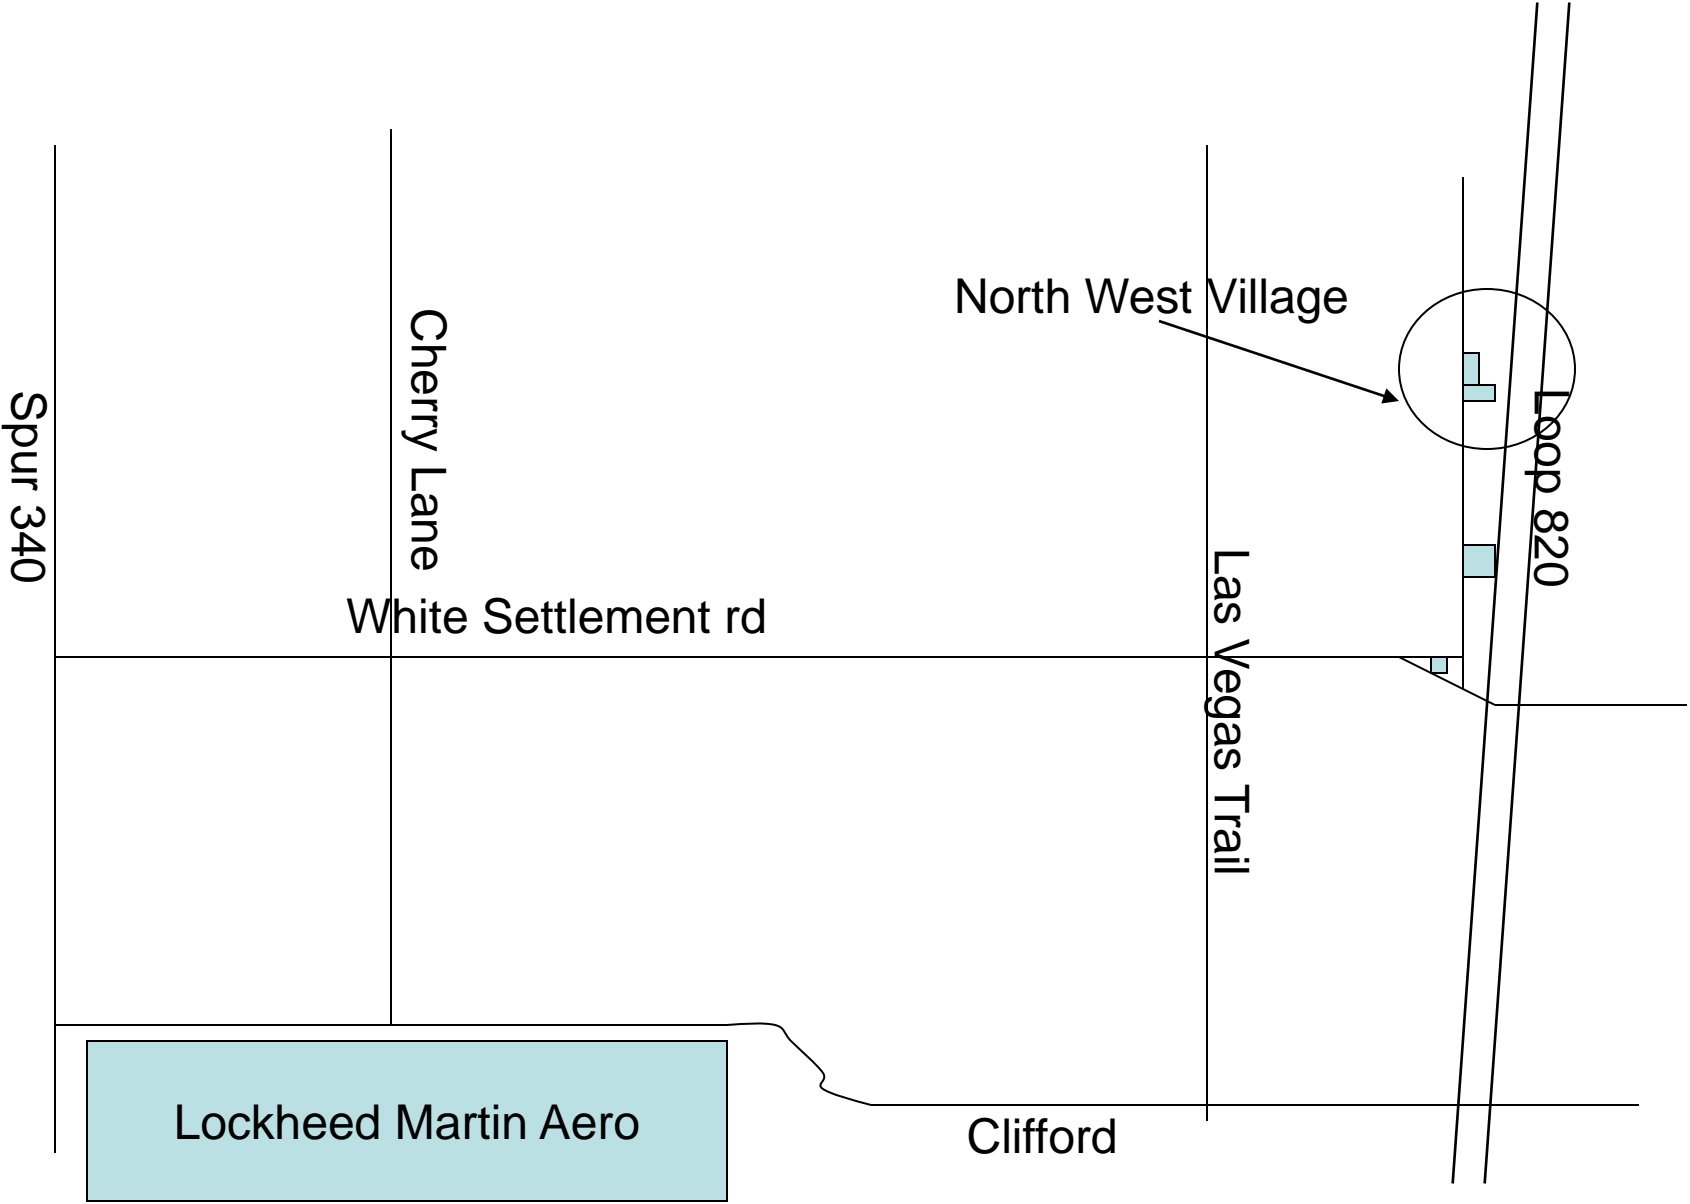 North West Village
Cherry Lane
Spur 340
Loop 820
Las Vegas Trail
White Settlement rd
Lockheed Martin Aero
Clifford